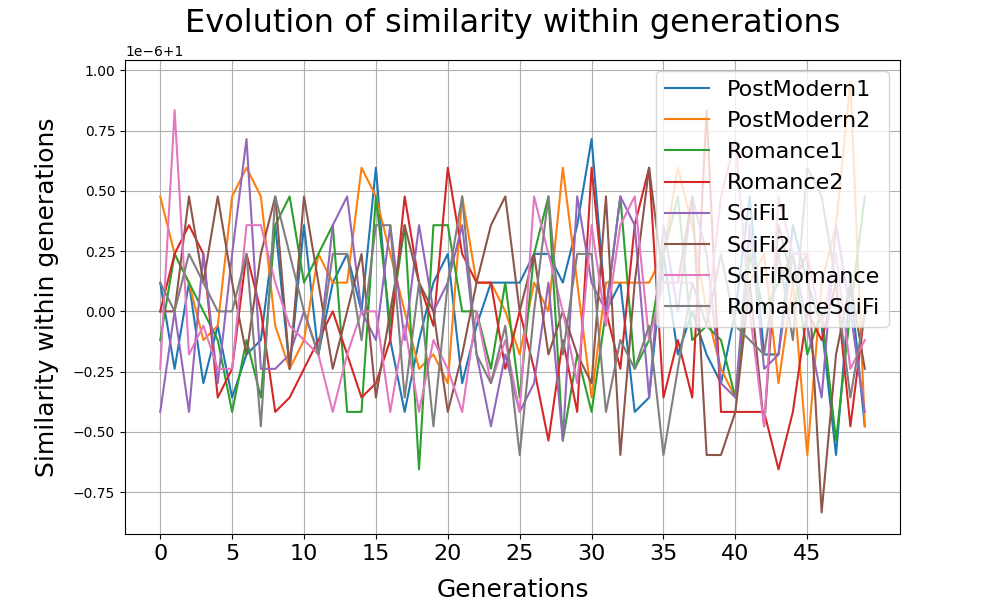 Evolution of similarity within generations
1e−6+1
1.00
0.75
0.50
0.25
0.00
−0.25
−0.50
−0.75
Similarity within generations
PostModern1
PostModern2
Romance1
Romance2
SciFi1
SciFi2
SciFiRomance
RomanceSciFi
0 5 10 15 20 25 30 35 40 45
Generations